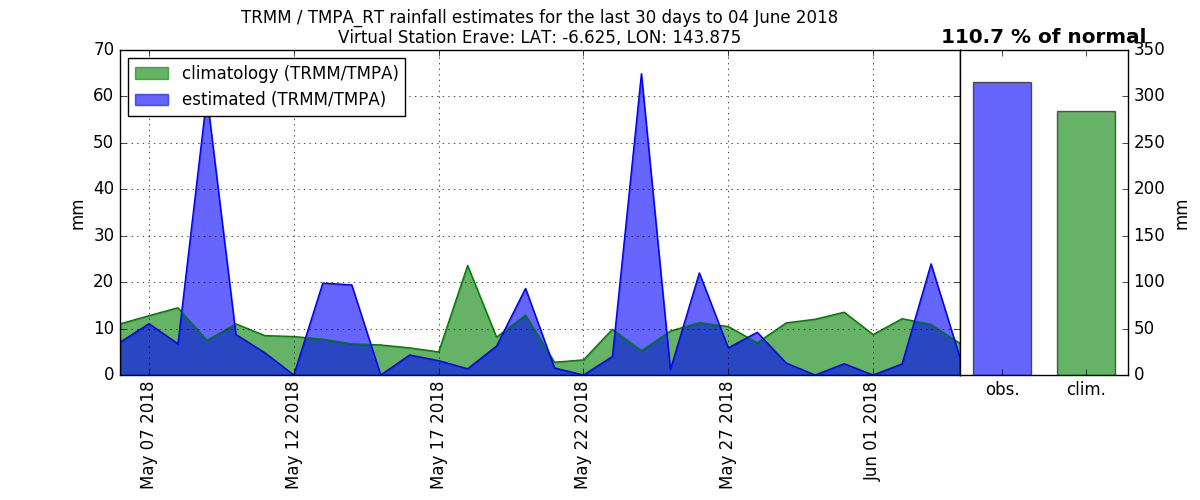 TRMM / TMPA_RT rainfall estimates for the last 30 days to 04 June 2018
Virtual Station Erave: LAT: -6.625, LON: 143.875
110.7 % of normal
climatology (TRMM/TMPA)
estimated (TRMM/TMPA)
70
60
50
40
30
20
10
0
mm
May 07 2018
May 12 2018
May 17 2018
May 22 2018
May 27 2018
Jun 01 2018
obs.
clim.
350
300
250
200
150
100
50
0
mm